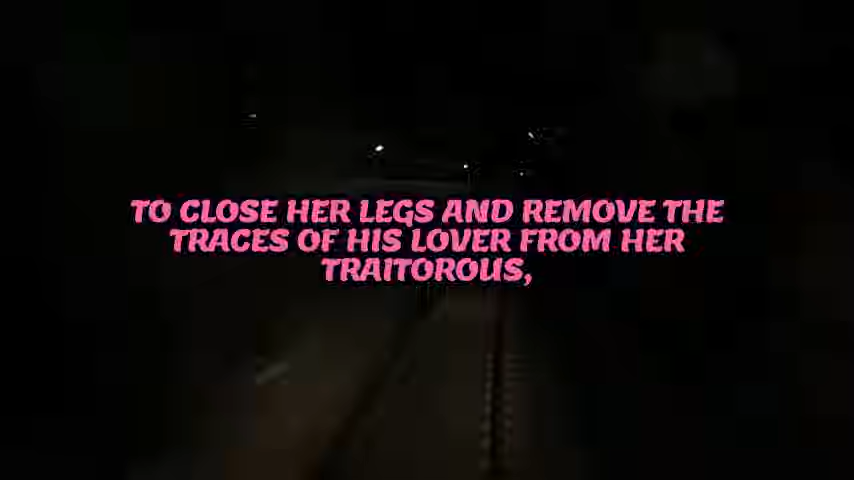 TO CLOSE HER LEGS AND REMOVE THE
TRACES OF HIS LOVER FROM HER
TRAITOROUS,